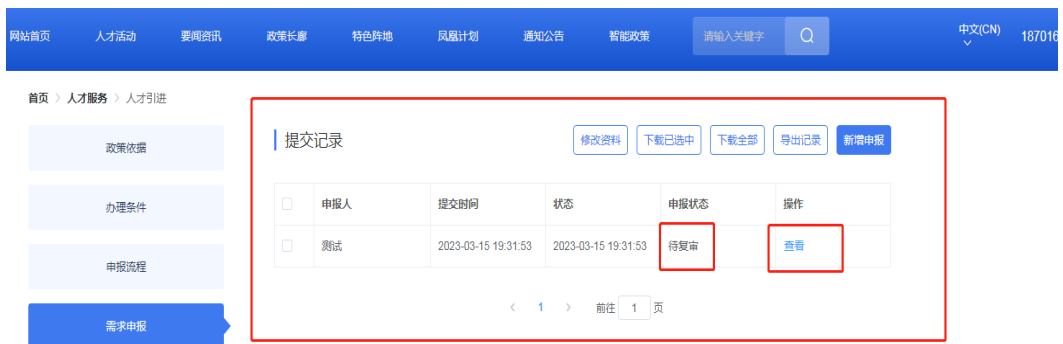 网站首页 人才活动 要闻资讯 政策长廊 特色阵地 凤凰计划 通知公告 智能政策 请输入关键字 中文(CN) 187016
首页 > 人才服务 > 人才引进
政策依据
办理条件
申报流程
需求申报
提交记录 修改资料 下载已选中 下载全部 导出记录 新增申报
申报人 提交时间 状态 申报状态 操作
测试 2023-03-15 19:31:53 2023-03-15 19:31:53 待复审 查看
< 1 > 前往 1 页